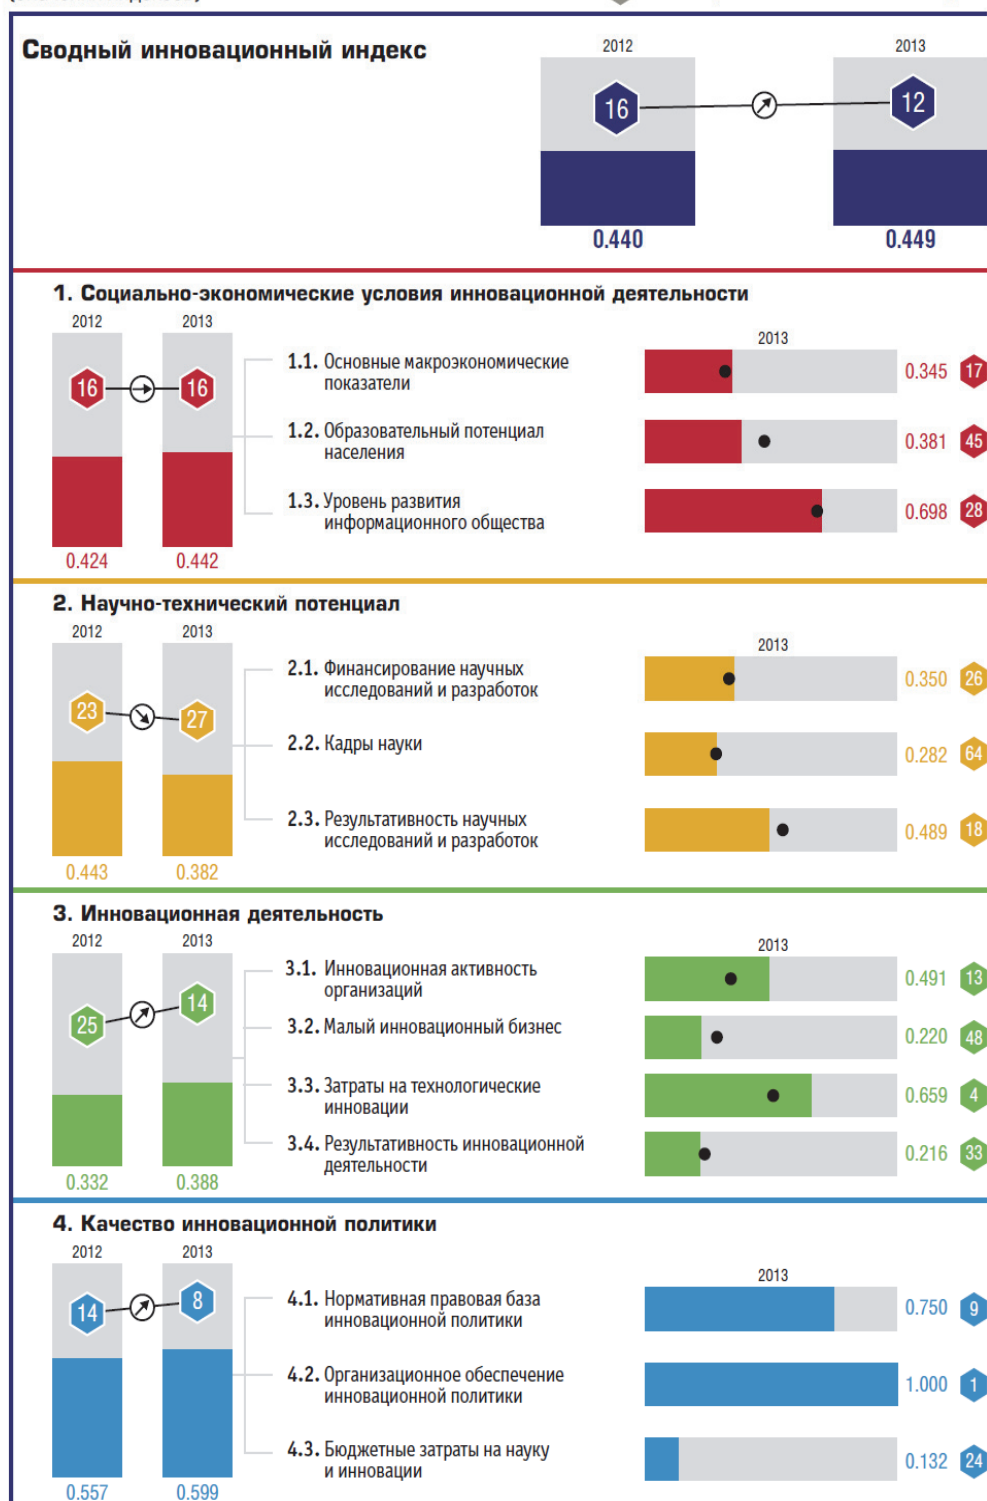 Сводный инновационный индекс
2012
2013
16
12
0.440
0.449
1. Социально-экономические условия инновационной деятельности
2012
2013
16
16
0.424
0.442
2013
1.1. Основные макроэкономические
показатели
0.345
17
1.2. Образовательный потенциал
населения
0.381
45
1.3. Уровень развития
информационного общества
0.698
28
2. Научно-технический потенциал
2012
2013
23
27
0.443
0.382
2013
2.1. Финансирование научных
исследований и разработок
0.350
26
2.2. Кадры науки
0.282
64
2.3. Результативность научных
исследований и разработок
0.489
18
3. Инновационная деятельность
2012
2013
25
14
0.332
0.388
2013
3.1. Инновационная активность
организаций
0.491
13
3.2. Малый инновационный бизнес
0.220
48
3.3. Затраты на технологические
инновации
0.659
4
3.4. Результативность инновационной
деятельности
0.216
33
4. Качество инновационной политики
2012
2013
14
8
0.557
0.599
2013
4.1. Нормативная правовая база
инновационной политики
0.750
9
4.2. Организационное обеспечение
инновационной политики
1.000
1
4.3. Бюджетные затраты на науку
и инновации
0.132
24